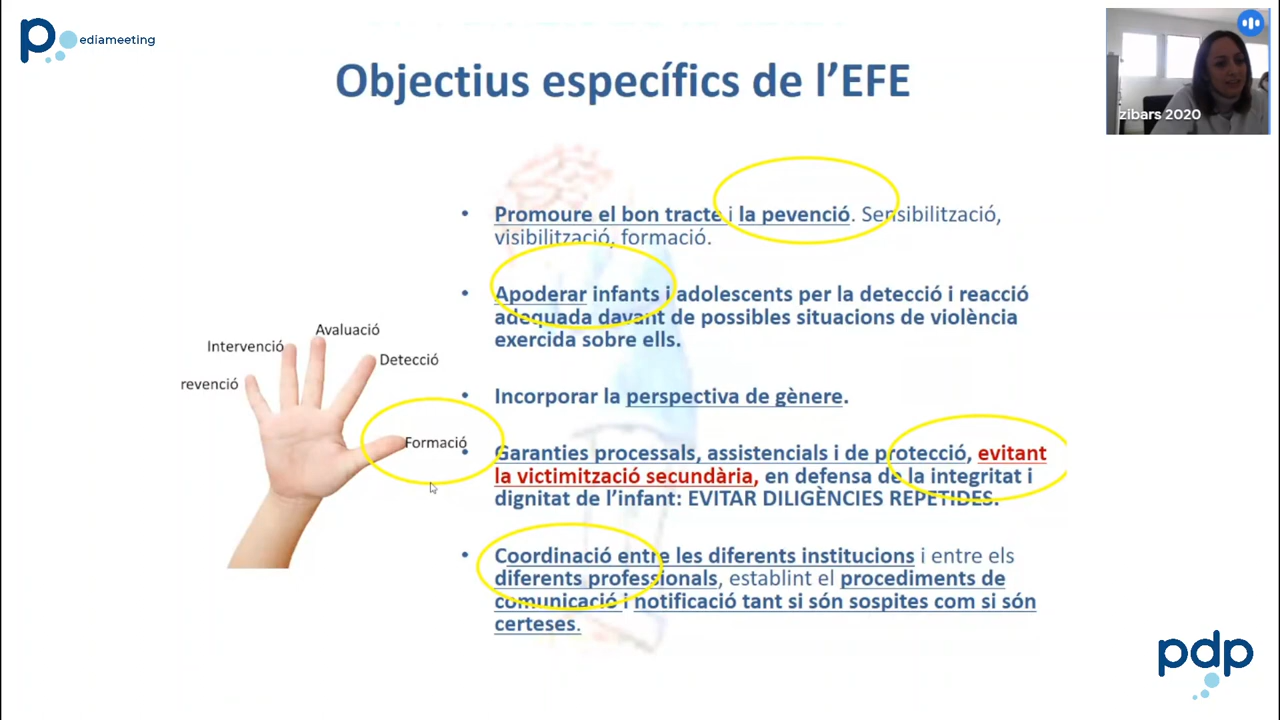 ediameeting
zibars 2020
Objectius específics de l'EFE
• Promoure el bon tracte i la pevenció. Sensibilització,
visibilització, formació.
• Apoderar infants i adolescents per la detecció i reacció
adequada davant de possibles situacions de violència
exercida sobre ells.
• Incorporar la perspectiva de gènere.
• Garanties processals, assistencials i de protecció, evitant
la victimització secundària, en defensa de la integritat i
dignitat de l'infant: EVITAR DILIGÈNCIES REPETIDES.
• Coordinació entre les diferents institucions i entre els
diferents professionals, establint el procediments de
comunicació i notificació tant si són sospites com si són
certeses.
Avaluació
Intervenció
Detecció
revenció
Formació
pdp